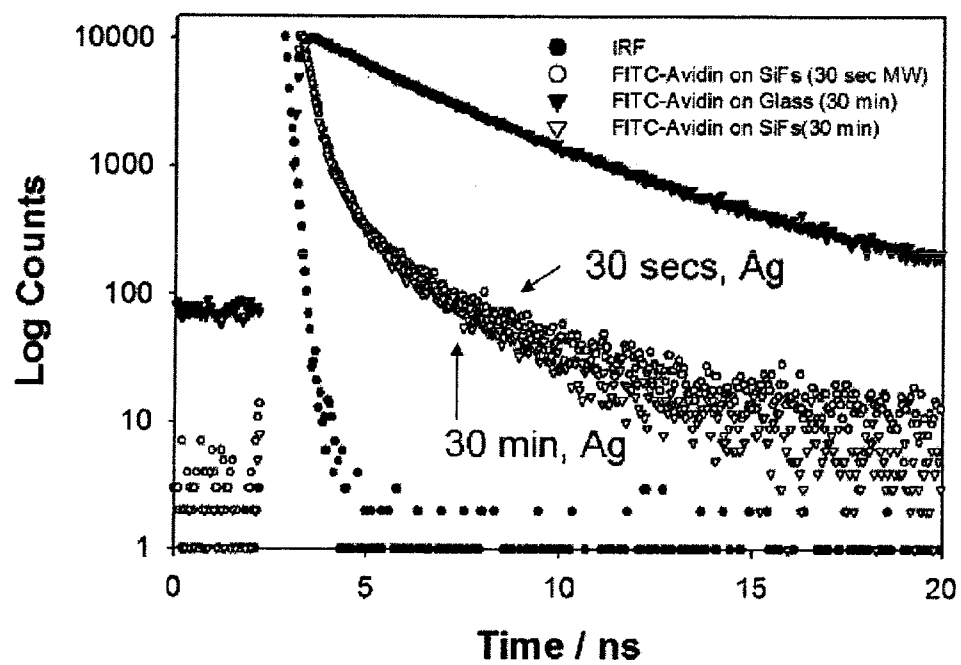 10000
IRF
FITC-Avidin on SiFs (30 sec MW)
FITC-Avidin on Glass (30 min)
FITC-Avidin on SiFs(30 min)
1000
Log Counts
30 secs, Ag
100
10
30 min, Ag
1
0 5 10 15 20
Time / ns